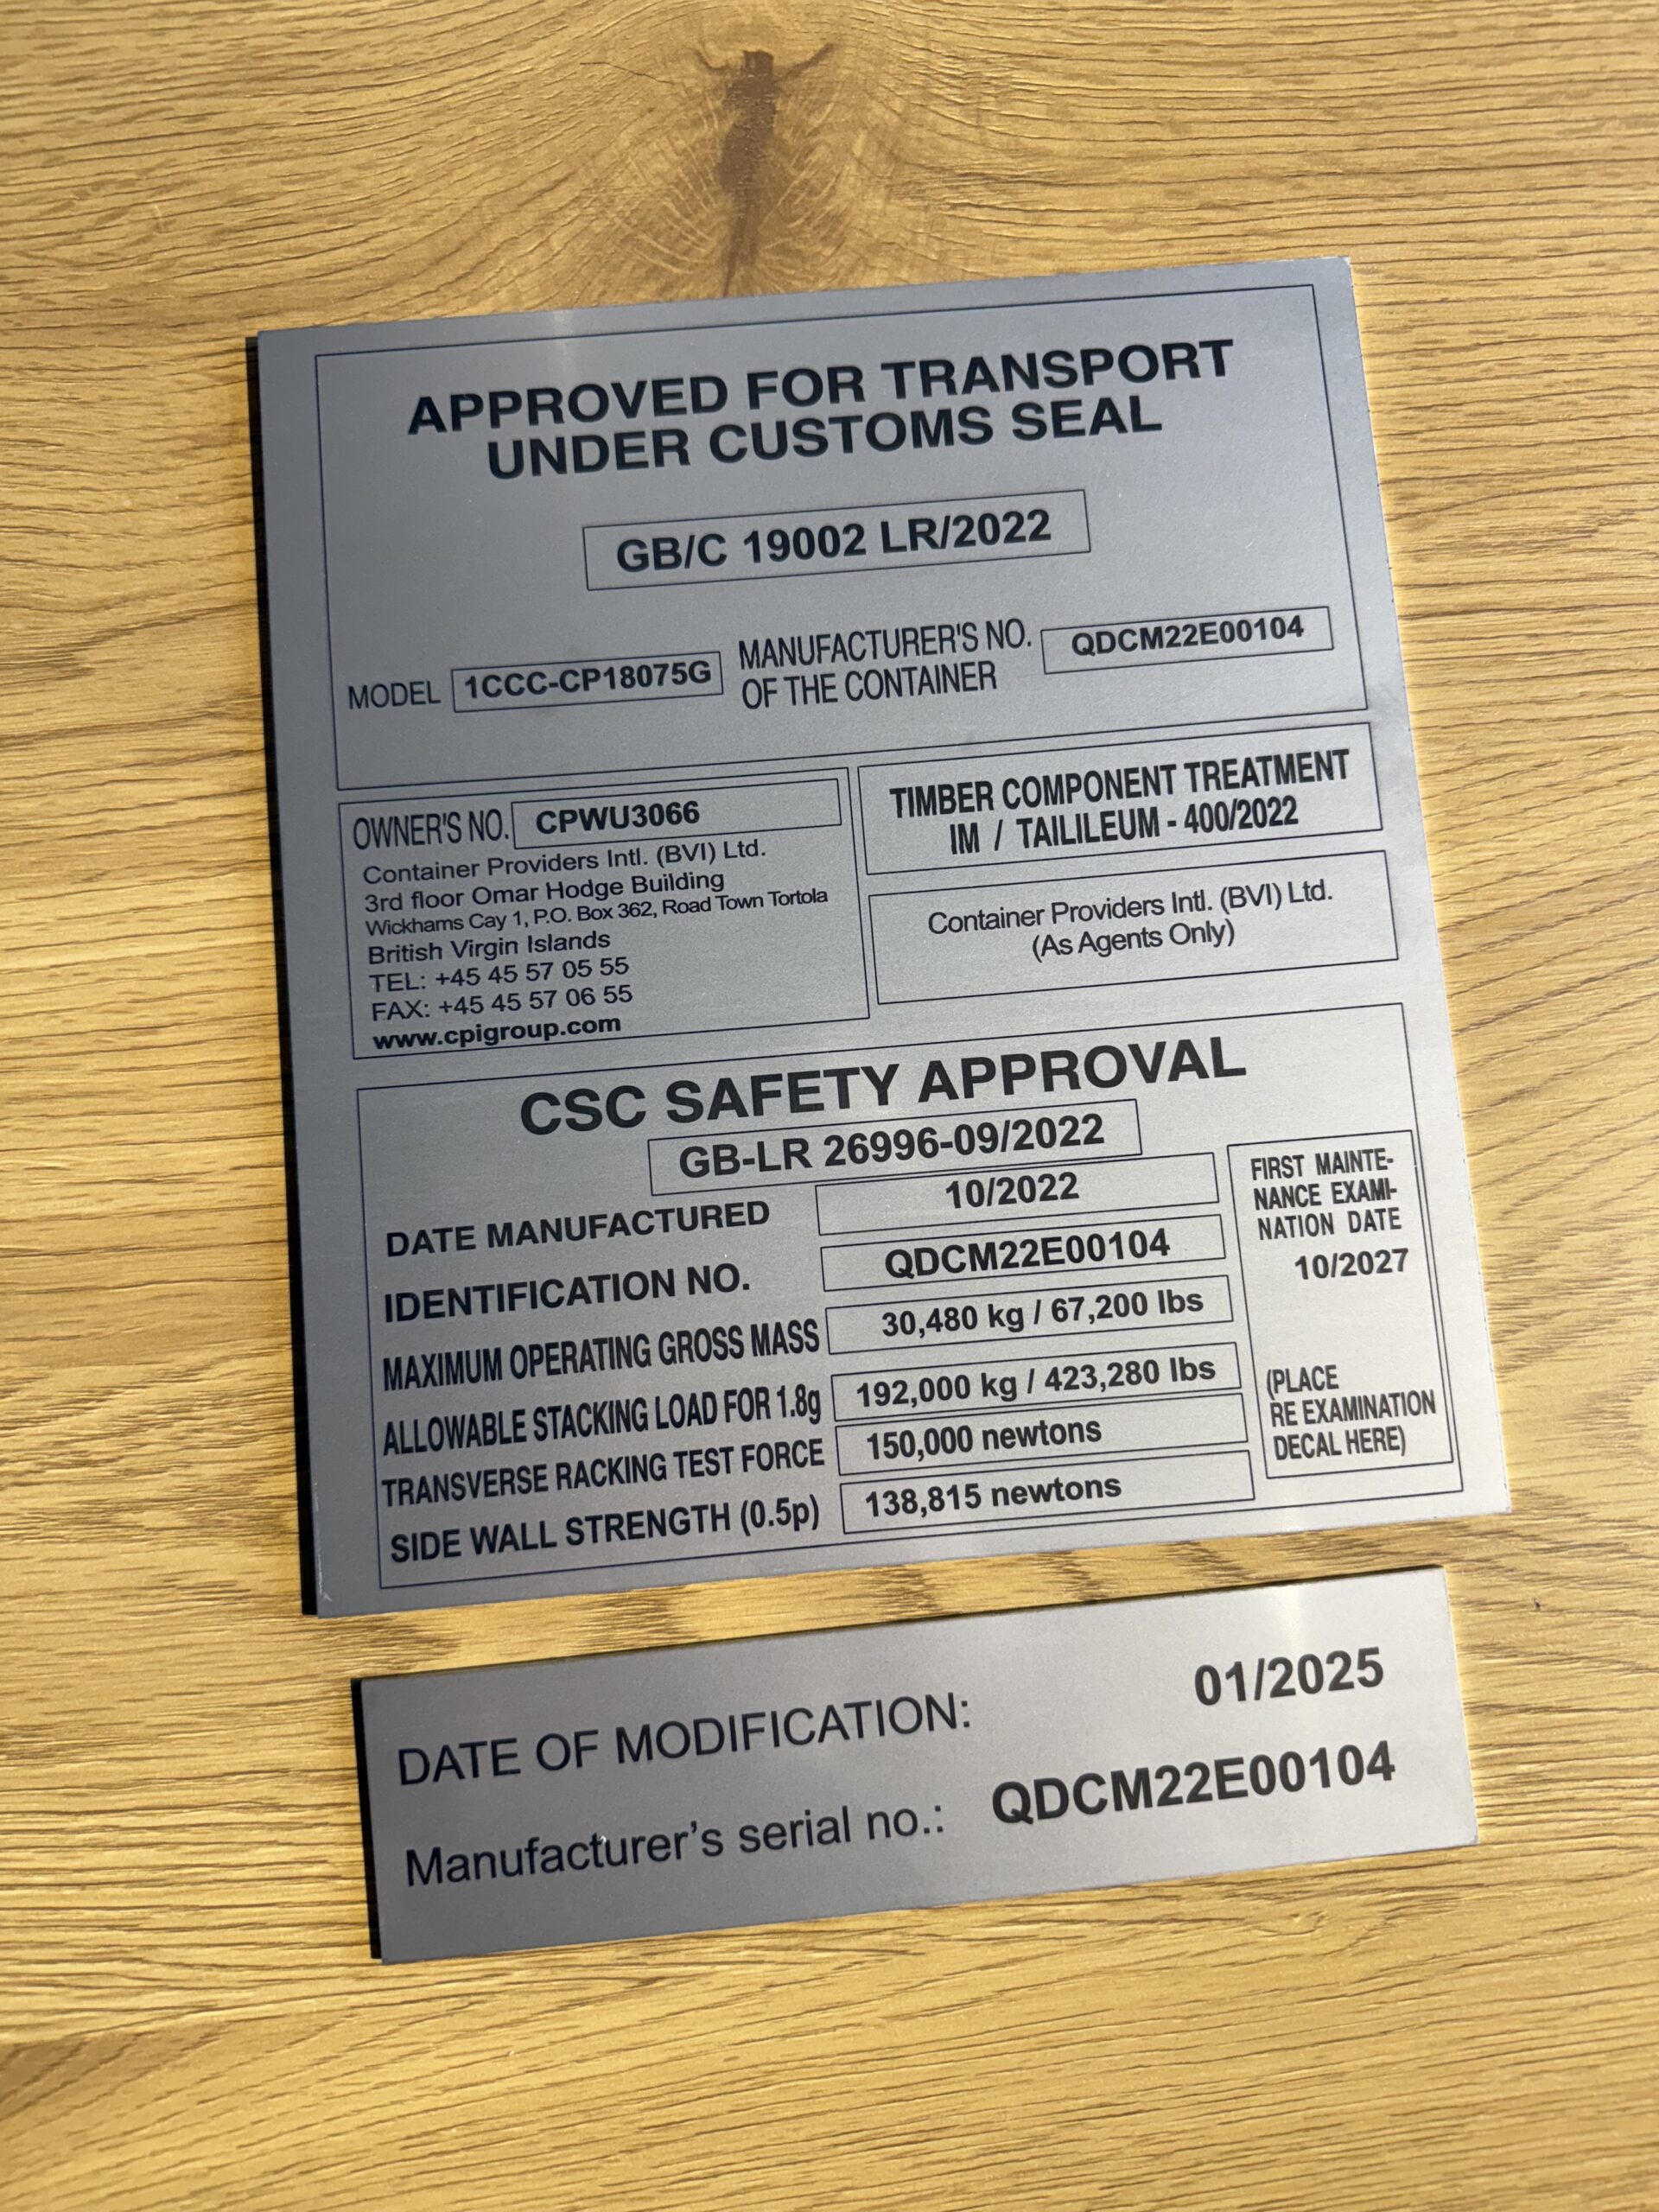 APPROVED FOR TRANSPORT
UNDER CUSTOMS SEAL
GB/C 19002 LR/2022
MODEL 1CCC-CP18075G
MANUFACTURER'S NO.
OF THE CONTAINER
QDCM22E00104
OWNER'S NO. CPWU3066
Container Providers Intl. (BVI) Ltd.
3rd floor Omar Hodge Building
Wickhams Cay 1, P.O. Box 362, Road Town Tortola
British Virgin Islands
TEL: +45 45 57 05 55
FAX: +45 45 57 06 55
www.cpigroup.com
TIMBER COMPONENT TREATMENT
IM / TAILILEUM - 400/2022
Container Providers Intl. (BVI) Ltd.
(As Agents Only)
CSC SAFETY APPROVAL
GB-LR 26996-09/2022
DATE MANUFACTURED 10/2022
IDENTIFICATION NO. QDCM22E00104
MAXIMUM OPERATING GROSS MASS 30,480 kg / 67,200 lbs
ALLOWABLE STACKING LOAD FOR 1.8g 192,000 kg / 423,280 lbs
TRANSVERSE RACKING TEST FORCE 150,000 newtons
SIDE WALL STRENGTH (0.5p) 138,815 newtons
FIRST MAINTE-
NANCE EXAMI-
NATION DATE
10/2027
(PLACE
RE EXAMINATION
DECAL HERE)
DATE OF MODIFICATION: 01/2025
Manufacturer's serial no.: QDCM22E00104